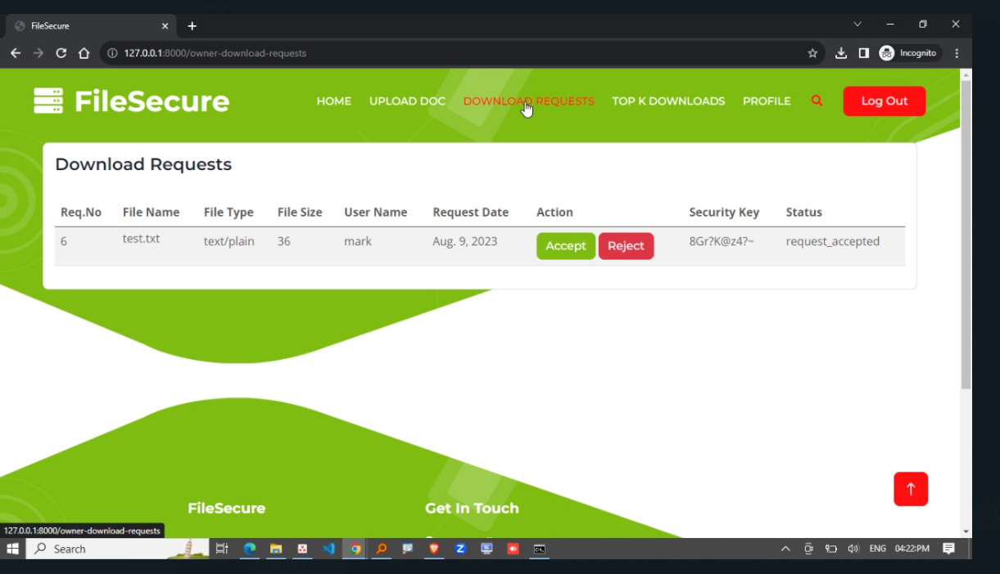 FileSecure
127.0.0.1:8000/owner-download-requests
Incognito
FileSecure
HOME UPLOAD DOC DOWNLOAD REQUESTS TOP K DOWNLOADS PROFILE Log Out
Download Requests
Req.No File Name File Type File Size User Name Request Date Action Security Key Status
6 test.txt text/plain 36 mark Aug. 9, 2023 Accept Reject 8Gr?K@z4?~ request_accepted
FileSecure Get In Touch
127.0.0.1:8000/owner-download-requests
Search ENG 04:22:PM